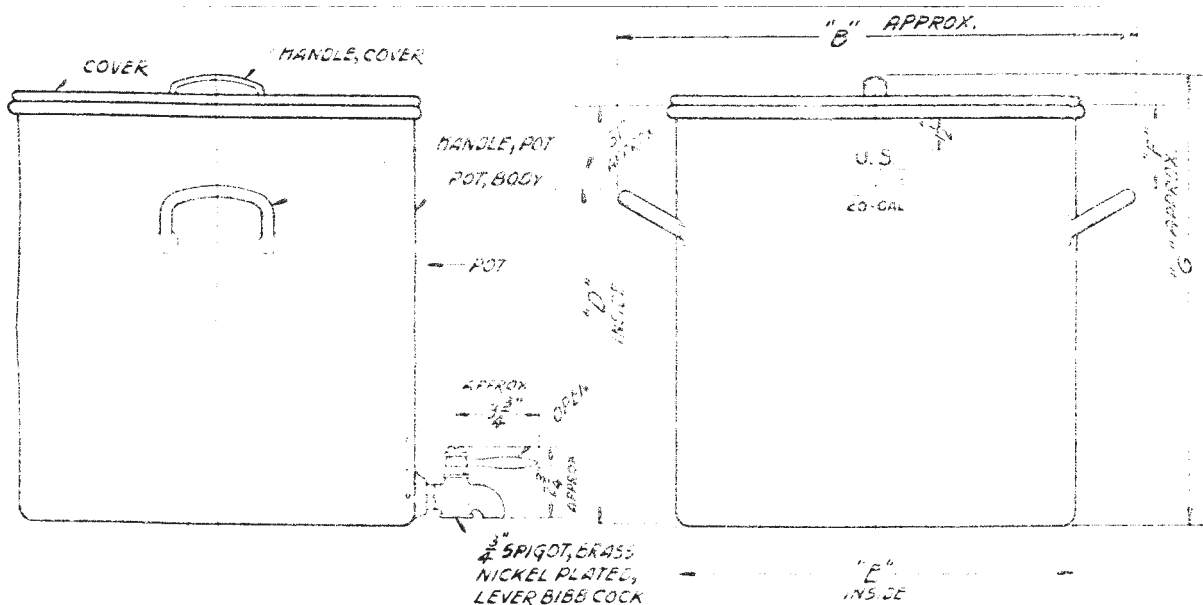 "B" APPROX.
COVER
HANDLE, COVER
HANDLE, POT
POT, BODY
POT
U.S
20-GAL
"D"
INSIDE
APPROX
3 3/4"
OPEN
APPROX
3/4" SPIGOT, BRASS
NICKEL PLATED,
LEVER BIBB COCK
"E"
INSIDE